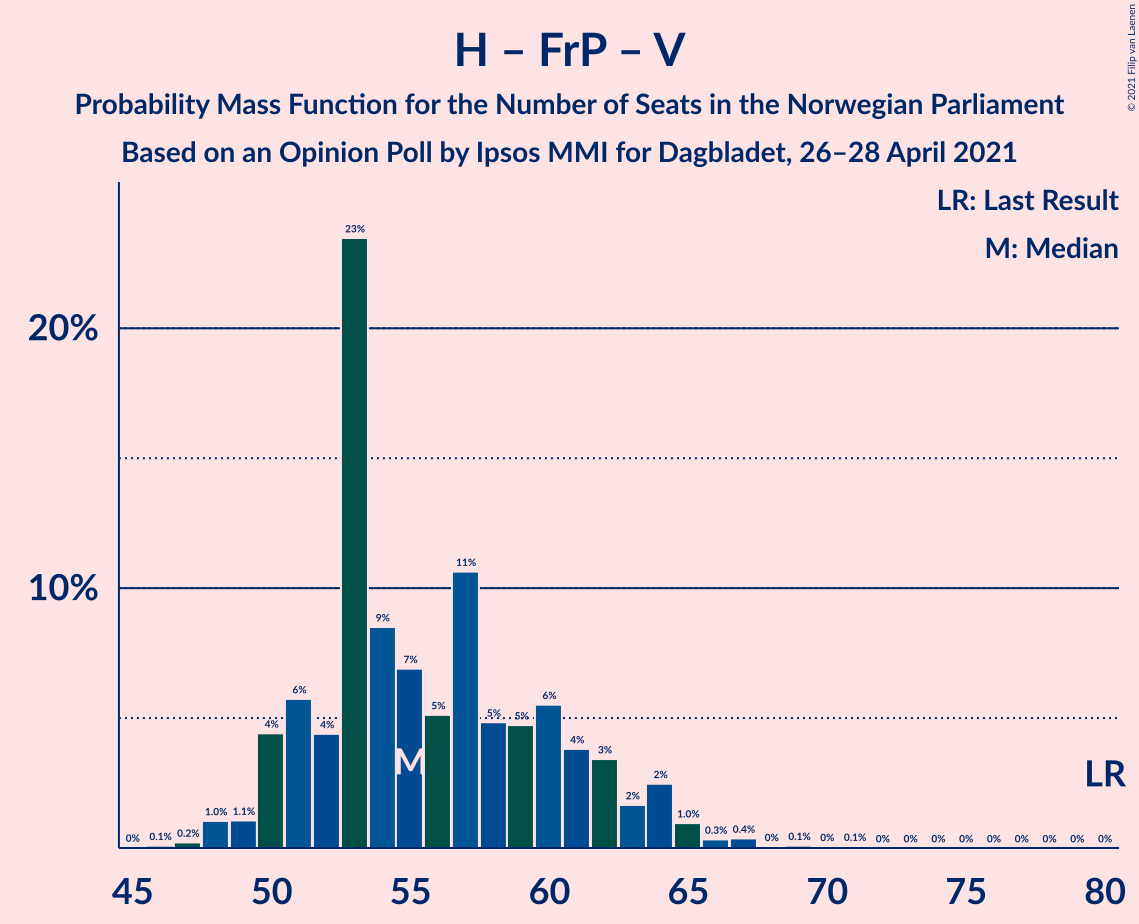 H – FrP – V
Probability Mass Function for the Number of Seats in the Norwegian Parliament
Based on an Opinion Poll by Ipsos MMI for Dagbladet, 26–28 April 2021
© 2021 Filip van Laenen
LR: Last Result
M: Median
20%
10%
0% 0.1% 0.2% 1.0% 1.1% 4% 6% 4% 23% 9% 7% 5% 11% 5% 5% 6% 4% 3% 2% 2% 1.0% 0.3% 0.4% 0% 0.1% 0% 0.1% 0% 0% 0% 0% 0% 0% 0% 0% 0%
M
LR
45 50 55 60 65 70 75 80